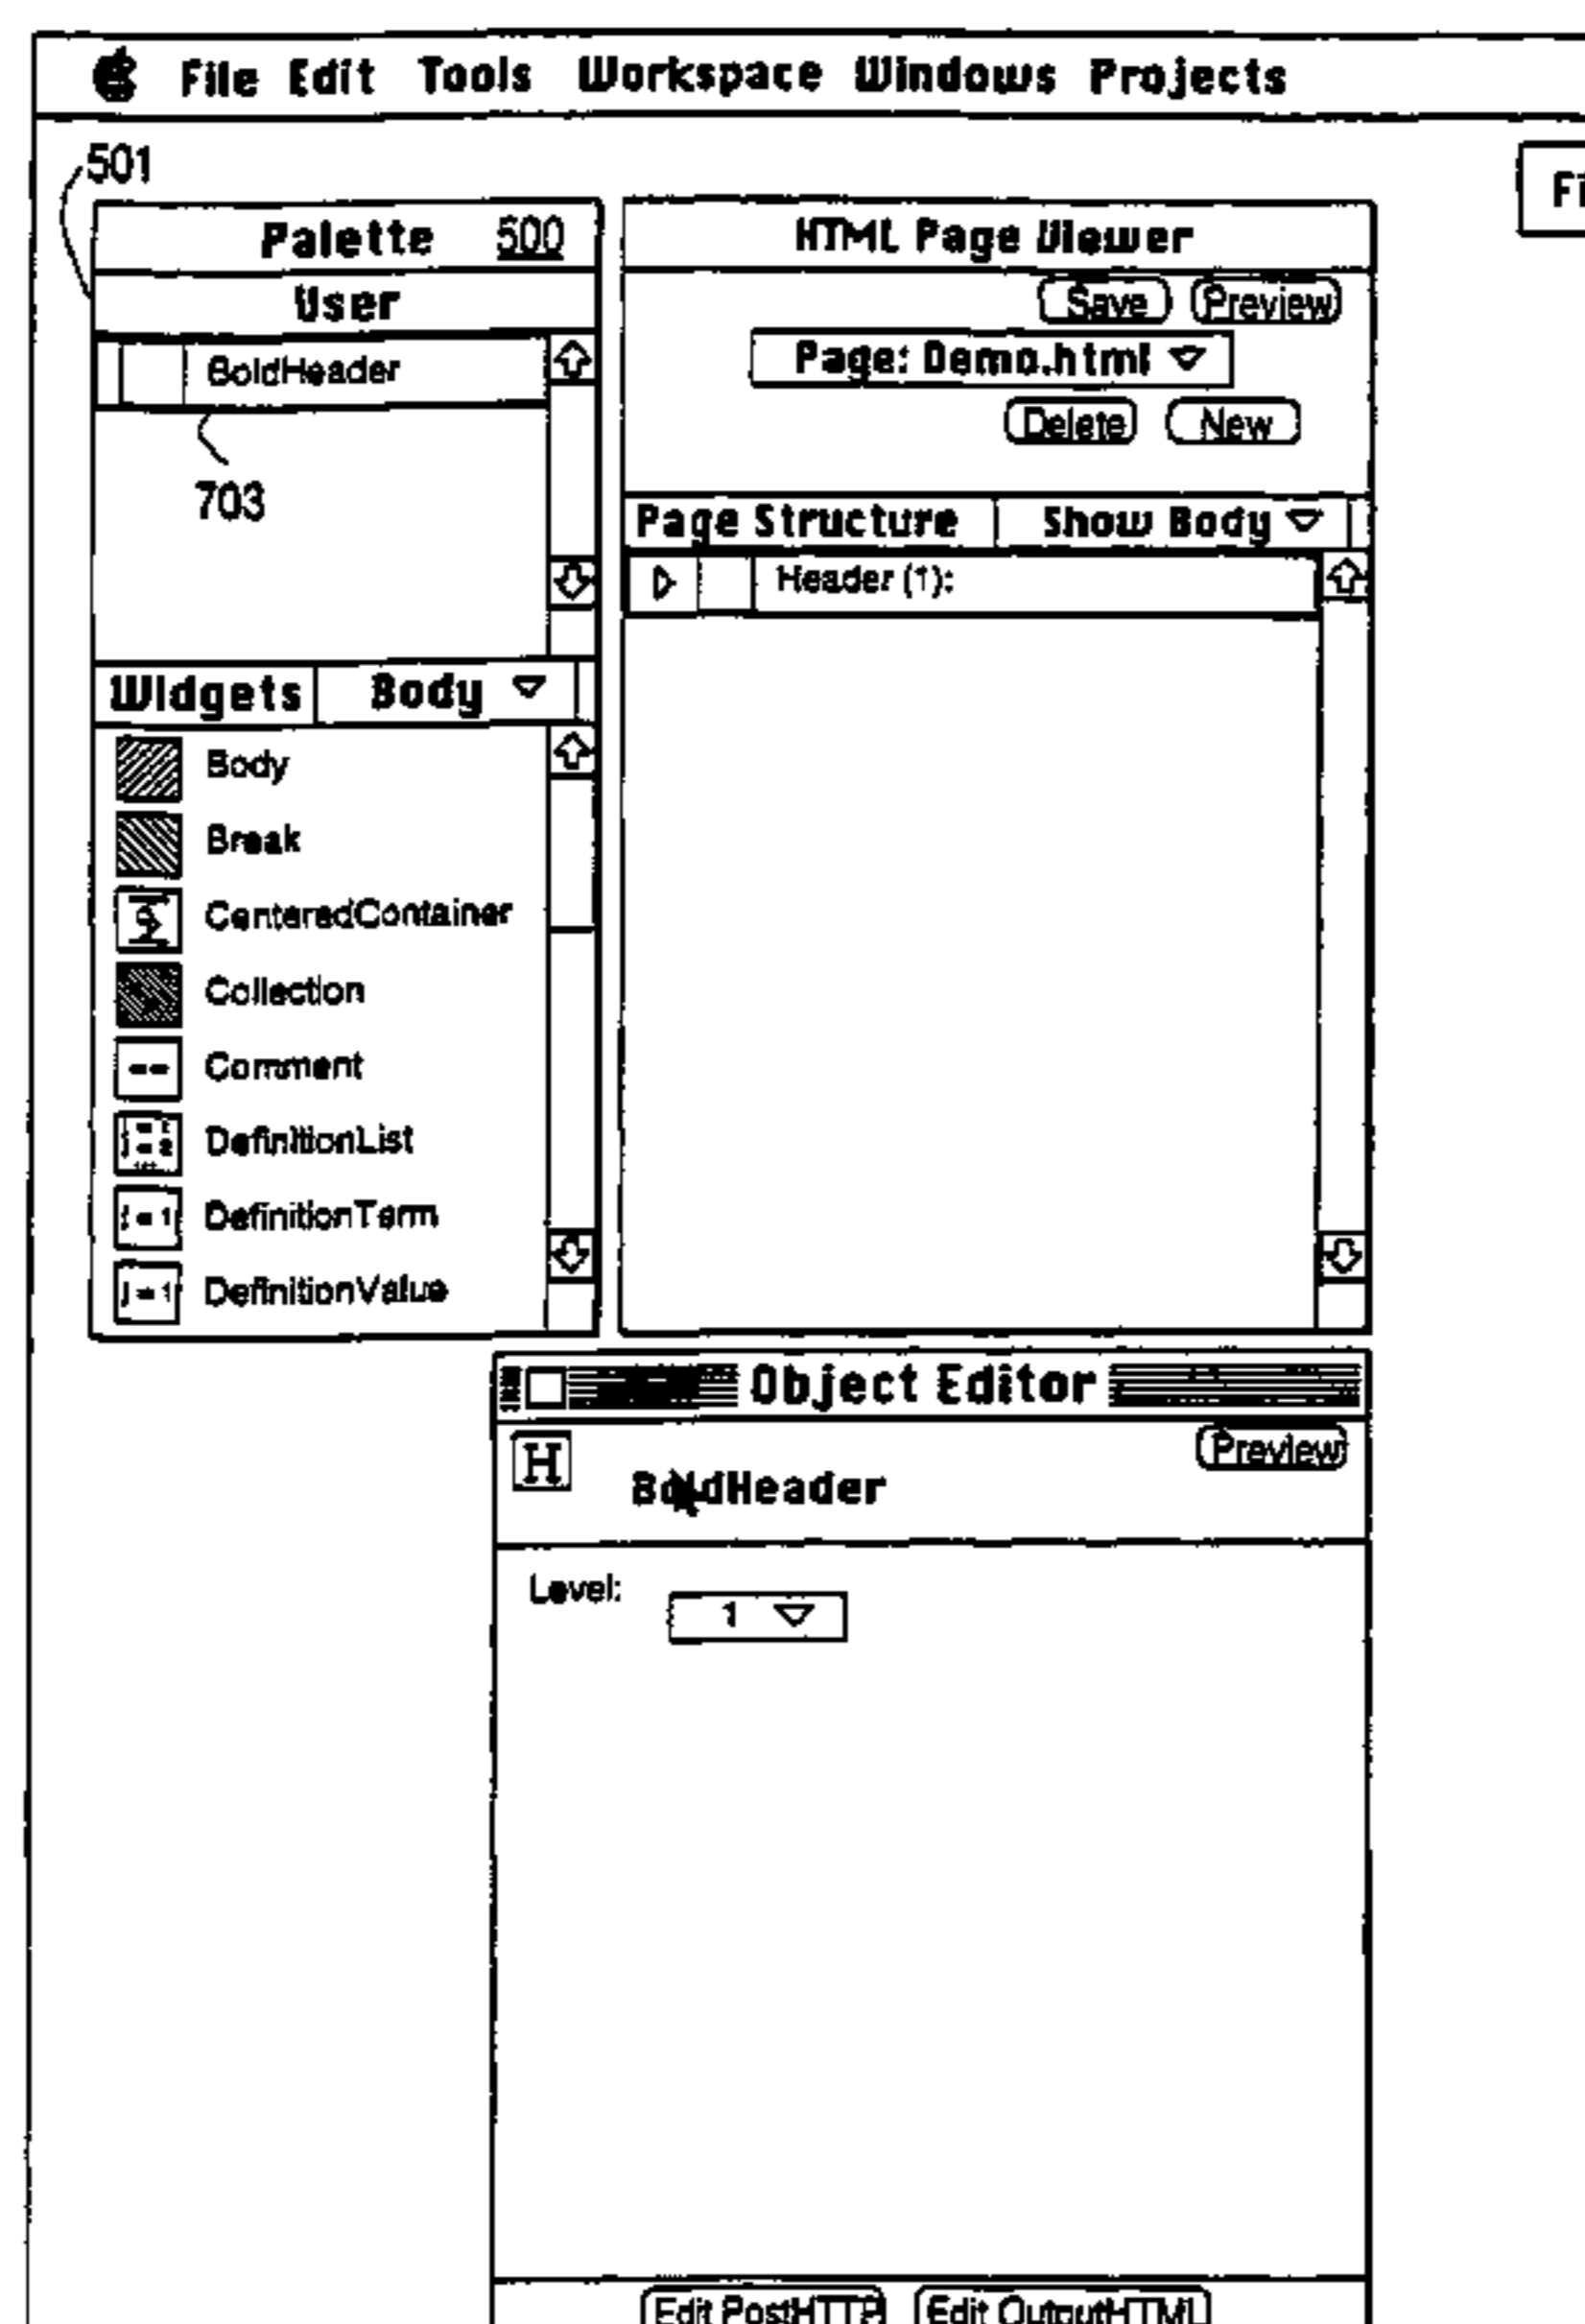 File Edit Tools Workspace Windows Projects
501
Fi
Palette 500
User
BoldHeader
703
Widgets Body
Body
Break
CenteredContainer
Collection
Comment
DefinitionList
DefinitionTerm
DefinitionValue
HTML Page Viewer
Save Preview
Page: Demo.html
Delete New
Page Structure Show Body
Header (1):
Object Editor
H
Preview
BoldHeader
Level:
1
Edit PostHTTP Edit OutputHTML